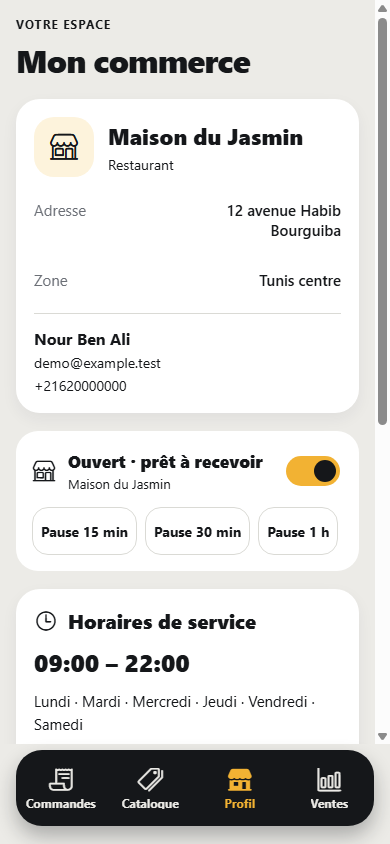 VOTRE ESPACE
Mon commerce
Maison du Jasmin
Restaurant
Adresse
12 avenue Habib
Bourguiba
Zone
Tunis centre
Nour Ben Ali
demo@example.test
+21620000000
Ouvert · prêt à recevoir
Maison du Jasmin
Pause 15 min
Pause 30 min
Pause 1 h
Horaires de service
09:00 – 22:00
Lundi · Mardi · Mercredi · Jeudi · Vendredi ·
Samedi
Commandes
Catalogue
Profil
Ventes